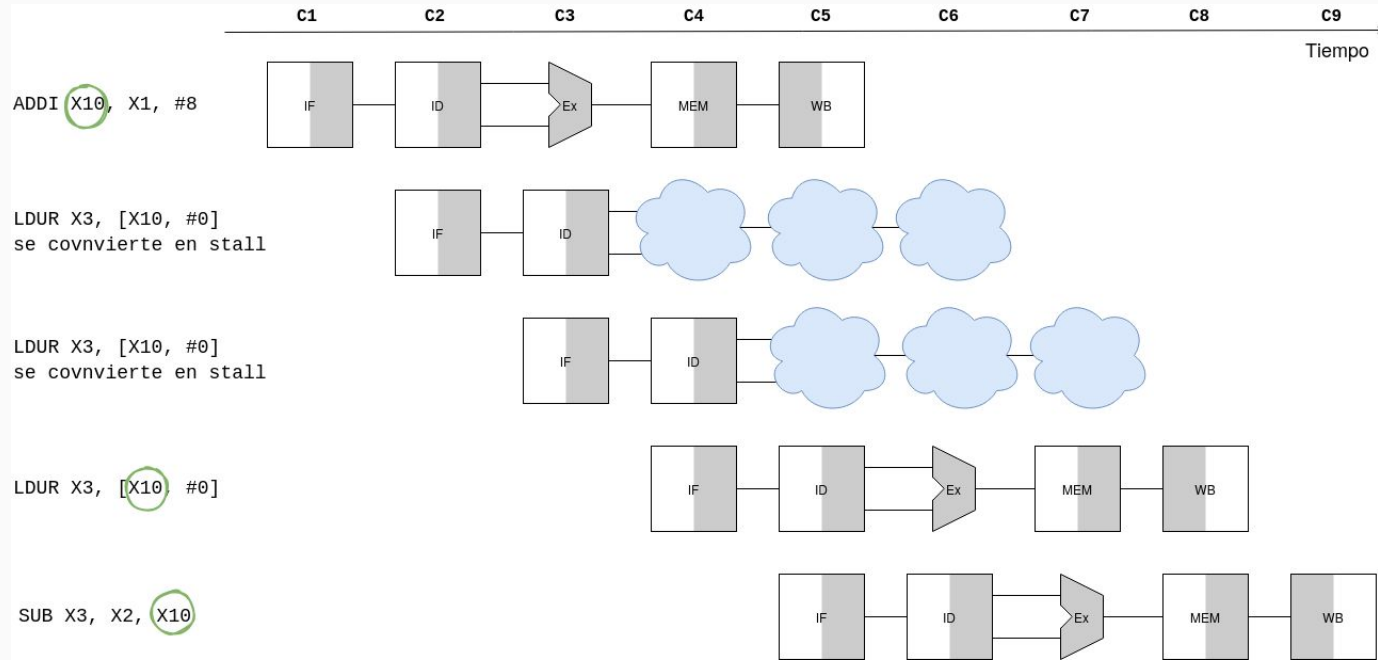 C1 C2 C3 C4 C5 C6 C7 C8 C9
Tiempo
ADDI X10, X1, #8
IF ID Ex MEM WB
LDUR X3, [X10, #0]
se covnvierte en stall
IF ID
LDUR X3, [X10, #0]
se covnvierte en stall
IF ID
LDUR X3, [X10 #0]
IF ID Ex MEM WB
SUB X3, X2, X10
IF ID Ex MEM WB